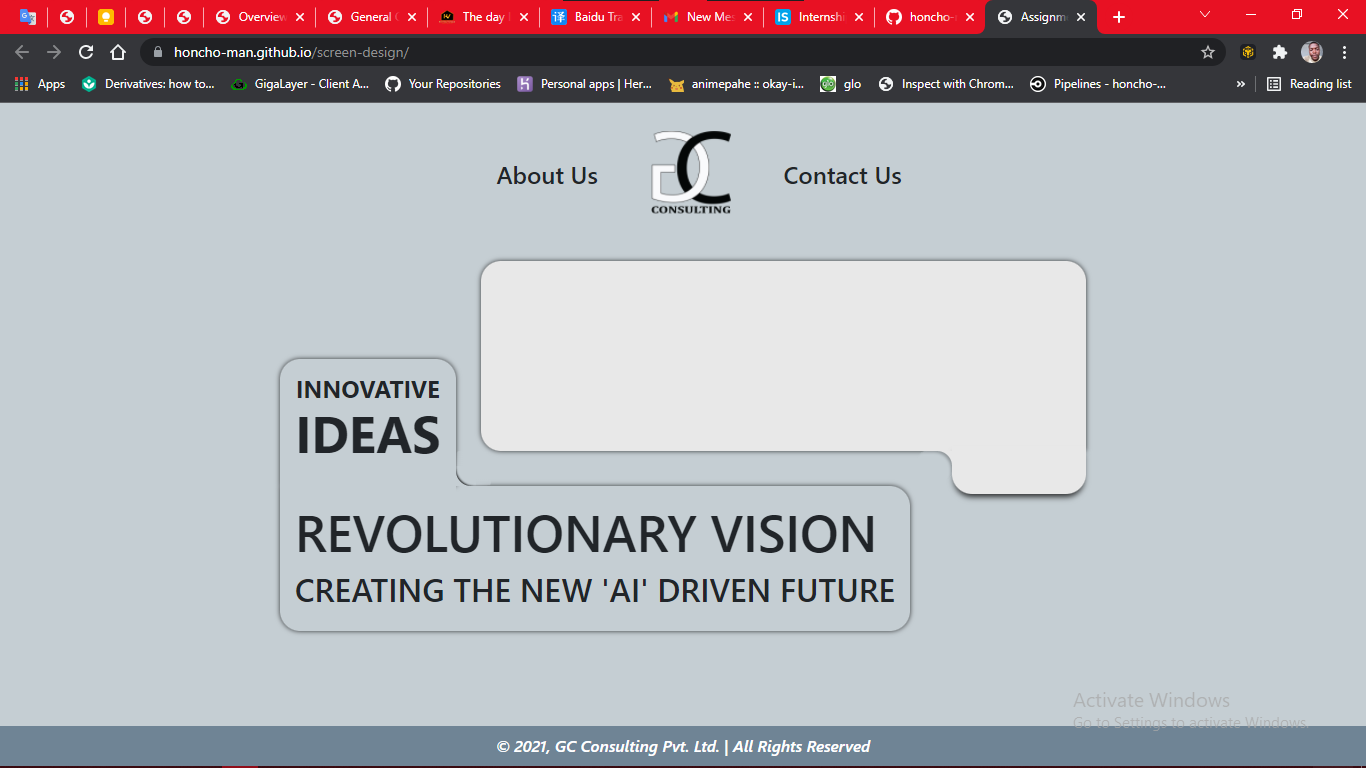 Overview
General
The day
Baidu Tra
New Mes
Internshi
honcho-
Assignm
honcho-man.github.io/screen-design/
Apps
Derivatives: how to...
GigaLayer - Client A...
Your Repositories
Personal apps | Her...
animepahe :: okay-i...
glo
Inspect with Chrom...
Pipelines - honcho-...
»
Reading list
About Us
GC
CONSULTING
Contact Us
INNOVATIVE
IDEAS
REVOLUTIONARY VISION
CREATING THE NEW 'AI' DRIVEN FUTURE
Activate Windows
Go to Settings to activate Windows.
© 2021, GC Consulting Pvt. Ltd. | All Rights Reserved